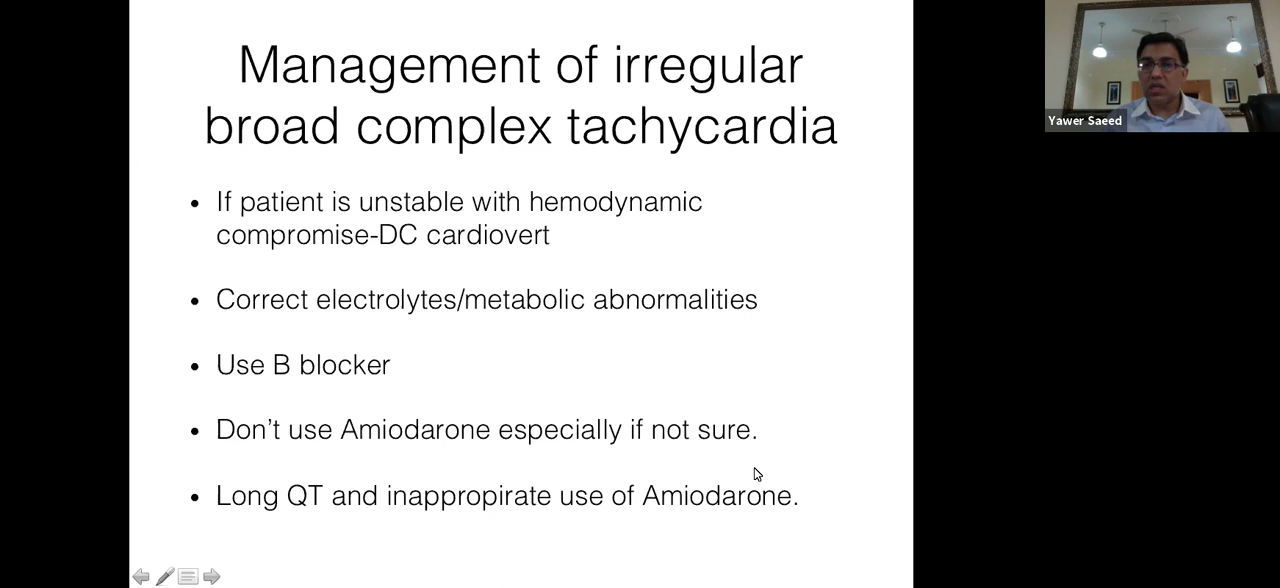 Management of irregular
broad complex tachycardia
• If patient is unstable with hemodynamic
compromise-DC cardiovert
• Correct electrolytes/metabolic abnormalities
• Use B blocker
• Don’t use Amiodarone especially if not sure.
• Long QT and inappropirate use of Amiodarone.
Yawer Saeed